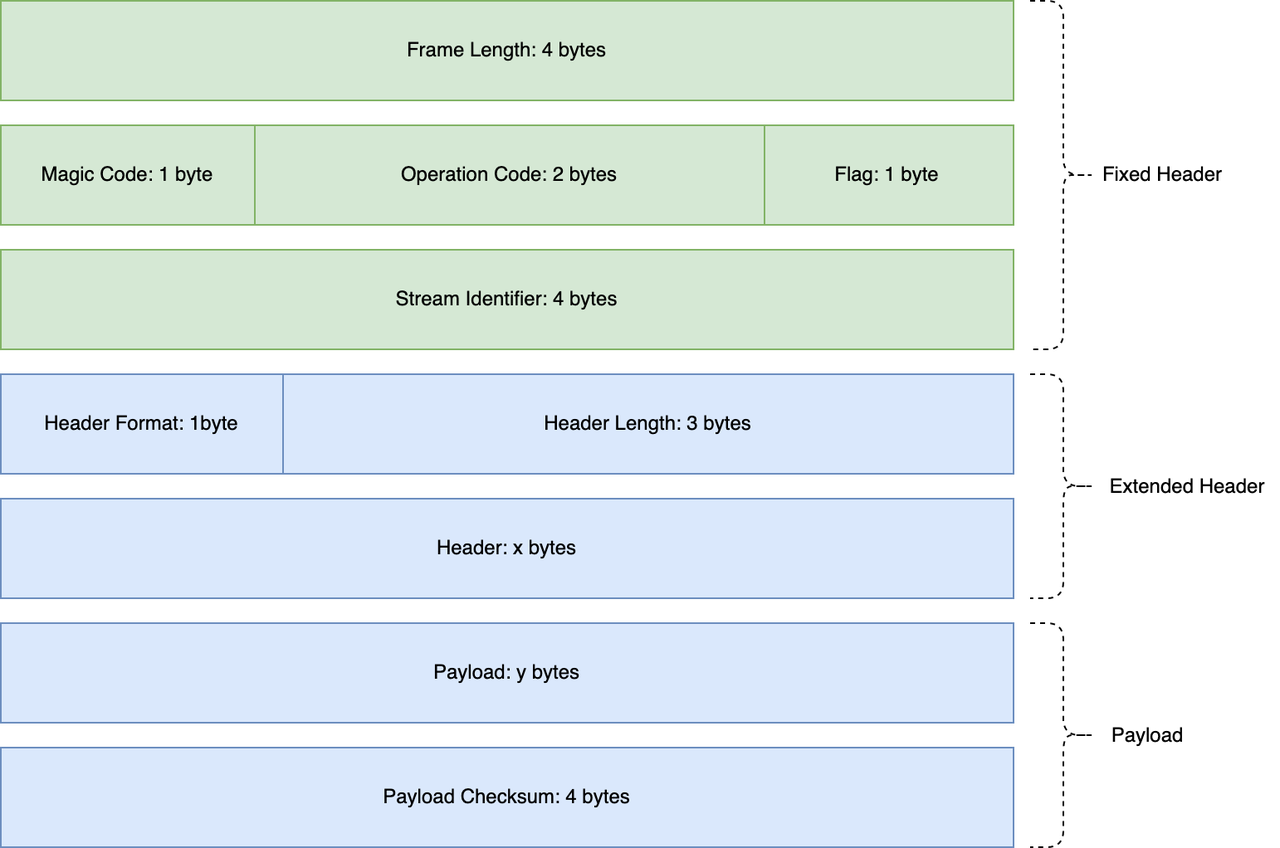 Frame Length: 4 bytes
Magic Code: 1 byte
Operation Code: 2 bytes
Flag: 1 byte
Fixed Header
Stream Identifier: 4 bytes
Header Format: 1byte
Header Length: 3 bytes
Extended Header
Header: x bytes
Payload: y bytes
Payload
Payload Checksum: 4 bytes